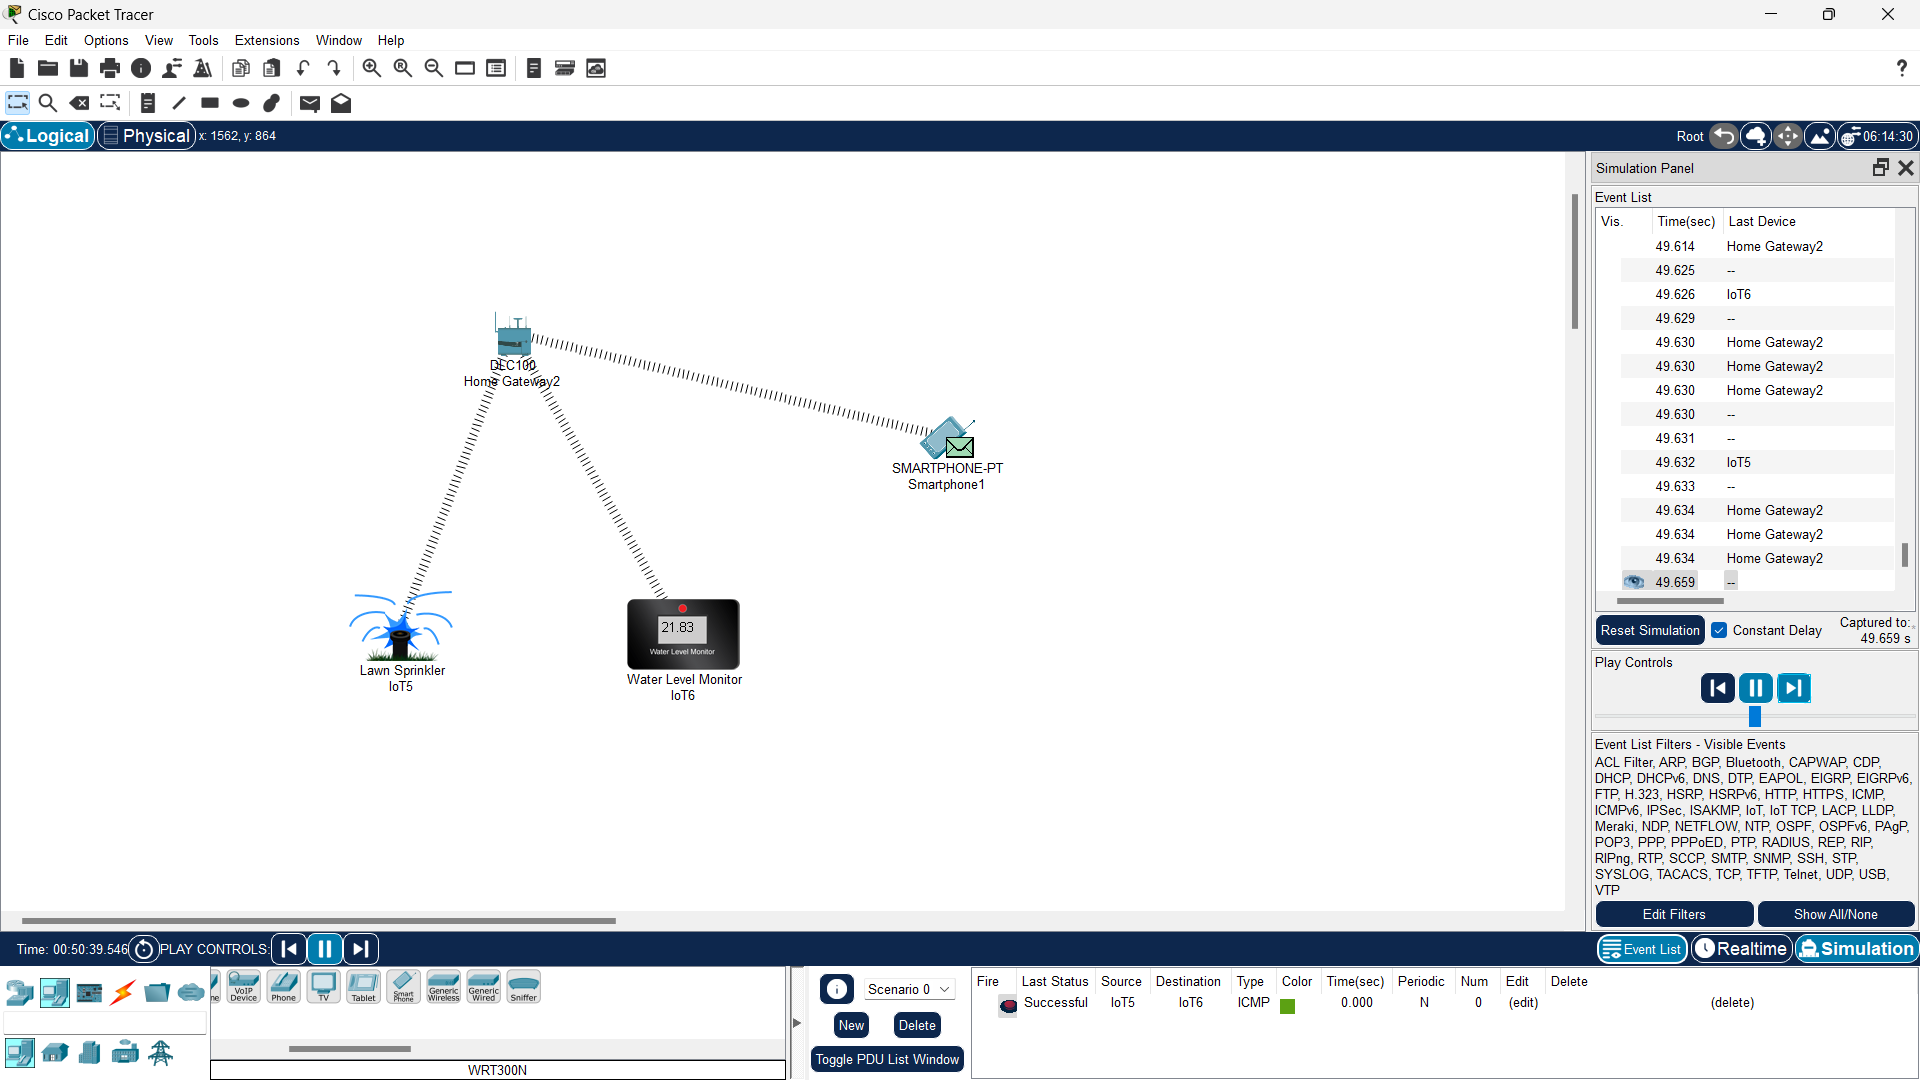 Cisco Packet Tracer
File Edit Options View Tools Extensions Window Help
?
Logical Physical x: 1562, y: 864 Root 06:14:30
Simulation Panel
Event List
Vis. Time(sec) Last Device
49.614 Home Gateway2
49.625 --
49.626 IoT6
49.629 --
49.630 Home Gateway2
49.630 Home Gateway2
49.630 Home Gateway2
49.630 --
49.631 --
49.632 IoT5
49.633 --
49.634 Home Gateway2
49.634 Home Gateway2
49.634 Home Gateway2
49.659 --
Reset Simulation Constant Delay Captured to:
49.659 s
Play Controls
Event List Filters - Visible Events
ACL Filter, ARP, BGP, Bluetooth, CAPWAP, CDP,
DHCP, DHCPv6, DNS, DTP, EAPOL, EIGRP, EIGRPv6,
FTP, H.323, HSRP, HSRPv6, HTTP, HTTPS, ICMP,
ICMPv6, IPSec, ISAKMP, IoT, IoT TCP, LACP, LLDP,
Meraki, NDP, NETFLOW, NTP, OSPF, OSPFv6, PAgP,
POP3, PPP, PPPoED, PTP, RADIUS, REP, RIP,
RIPng, RTP, SCCP, SMTP, SNMP, SSH, STP,
SYSLOG, TACACS, TCP, TFTP, Telnet, UDP, USB,
VTP
Edit Filters Show All/None
DLC100
Home Gateway2
SMARTPHONE-PT
Smartphone1
Lawn Sprinkler
IoT5
21.83
Water Level Monitor
Water Level Monitor
IoT6
Time: 00:50:39.546 PLAY CONTROLS: Event List Realtime Simulation
ne
VoIP
Device
Phone
TV
Tablet
Smart
Phone
Generic
Wireless
Generic
Wired
Sniffer
WRT300N
Scenario 0
New Delete
Toggle PDU List Window
Fire Last Status Source Destination Type Color Time(sec) Periodic Num Edit Delete
Successful IoT5 IoT6 ICMP 0.000 N 0 (edit) (delete)